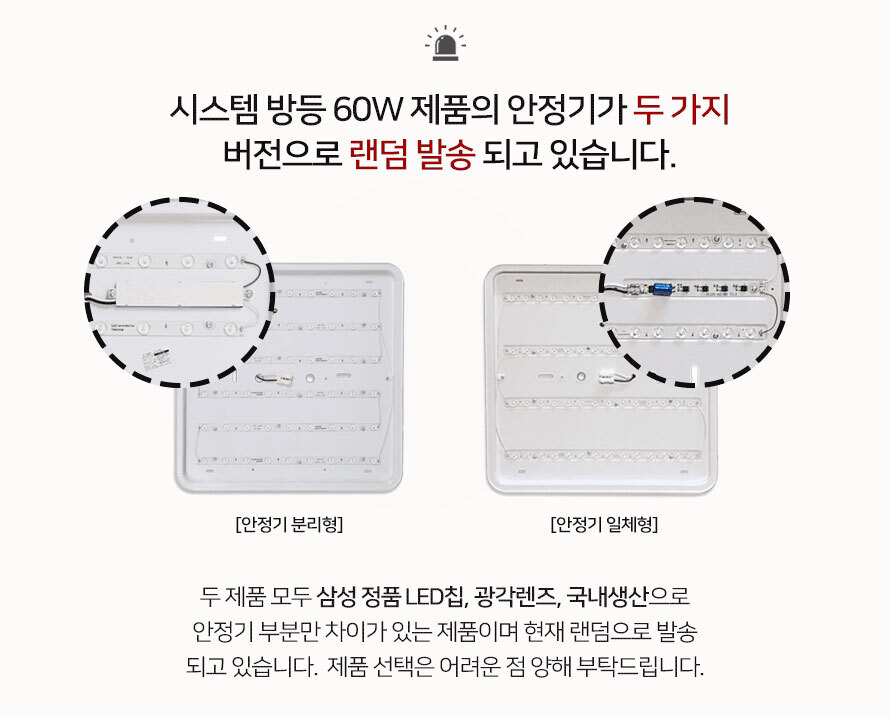 시스템 방등 60W 제품의 안정기가 두 가지
버전으로 랜덤 발송 되고 있습니다.
[안정기 분리형]
[안정기 일체형]
두 제품 모두 삼성 정품 LED칩, 광각렌즈, 국내생산으로
안정기 부분만 차이가 있는 제품이며 현재 랜덤으로 발송
되고 있습니다. 제품 선택은 어려운 점 양해 부탁드립니다.